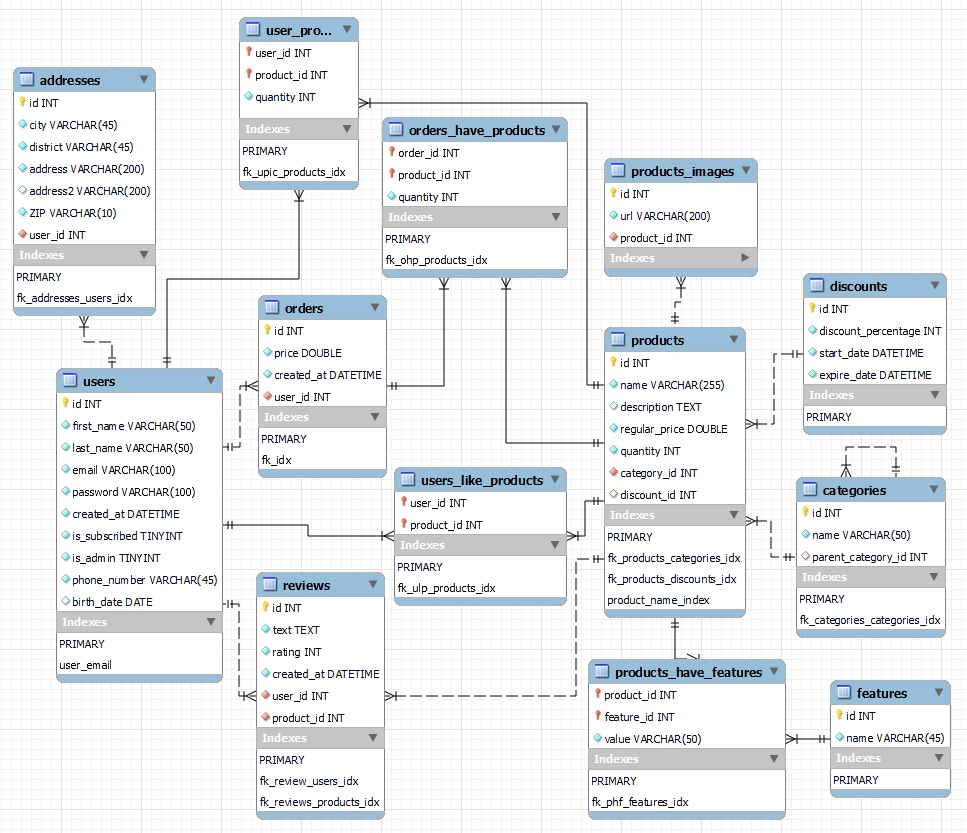 user_pro...
user_id INT
product_id INT
quantity INT
Indexes
PRIMARY
fk_upic_products_idx
addresses
id INT
city VARCHAR(45)
district VARCHAR(45)
address VARCHAR(200)
address2 VARCHAR(200)
ZIP VARCHAR(10)
user_id INT
Indexes
PRIMARY
fk_addresses_users_idx
orders_have_products
order_id INT
product_id INT
quantity INT
Indexes
PRIMARY
fk_ohp_products_idx
products_images
id INT
url VARCHAR(200)
product_id INT
Indexes
discounts
id INT
discount_percentage INT
start_date DATETIME
expire_date DATETIME
Indexes
PRIMARY
orders
id INT
price DOUBLE
created_at DATETIME
user_id INT
Indexes
PRIMARY
fk_idx
products
id INT
name VARCHAR(255)
description TEXT
regular_price DOUBLE
quantity INT
category_id INT
discount_id INT
Indexes
PRIMARY
fk_products_categories_idx
fk_products_discounts_idx
product_name_index
users
id INT
first_name VARCHAR(50)
last_name VARCHAR(50)
email VARCHAR(100)
password VARCHAR(100)
created_at DATETIME
is_subscribed TINYINT
is_admin TINYINT
phone_number VARCHAR(45)
birth_date DATE
Indexes
PRIMARY
user_email
users_like_products
user_id INT
product_id INT
Indexes
PRIMARY
fk_ulp_products_idx
categories
id INT
name VARCHAR(50)
parent_category_id INT
Indexes
PRIMARY
fk_categories_categories_idx
reviews
id INT
text TEXT
rating INT
created_at DATETIME
user_id INT
product_id INT
Indexes
PRIMARY
fk_review_users_idx
fk_reviews_products_idx
products_have_features
product_id INT
feature_id INT
value VARCHAR(50)
Indexes
PRIMARY
fk_phf_features_idx
features
id INT
name VARCHAR(45)
Indexes
PRIMARY